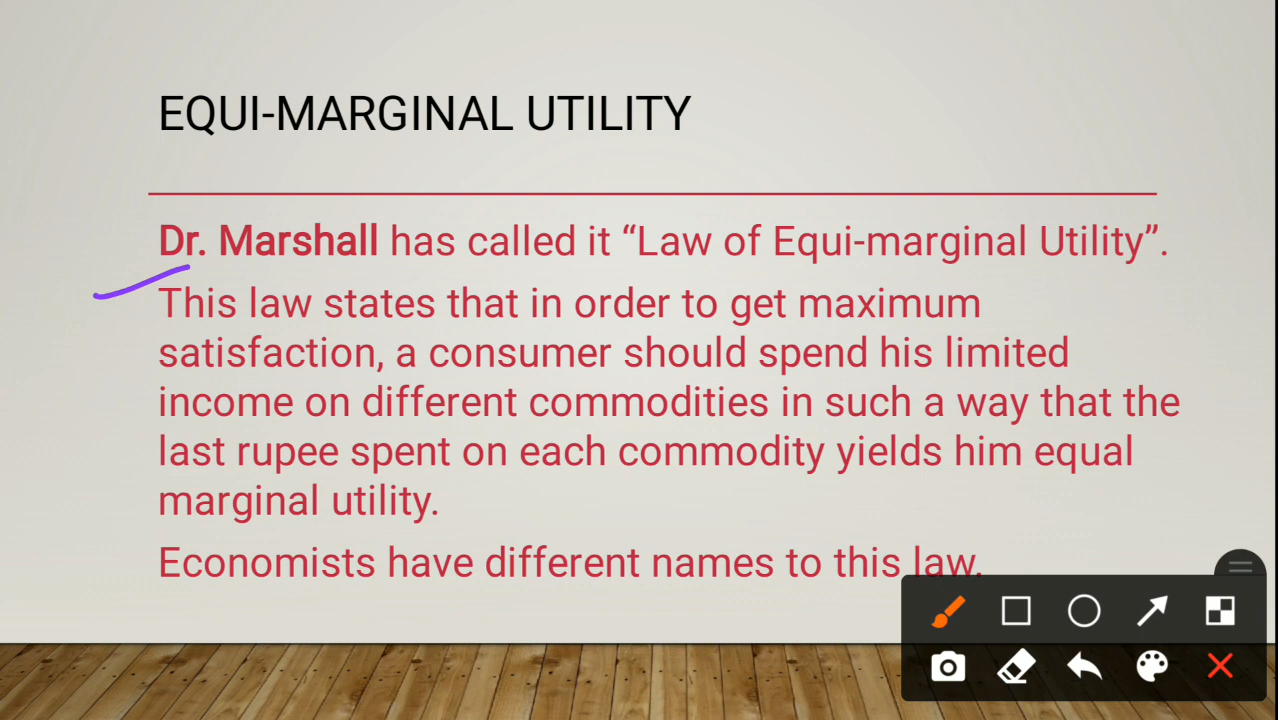 EQUI-MARGINAL UTILITY
Dr. Marshall has called it “Law of Equi-marginal Utility”.
This law states that in order to get maximum
satisfaction, a consumer should spend his limited
income on different commodities in such a way that the
last rupee spent on each commodity yields him equal
marginal utility.
Economists have different names to this law.